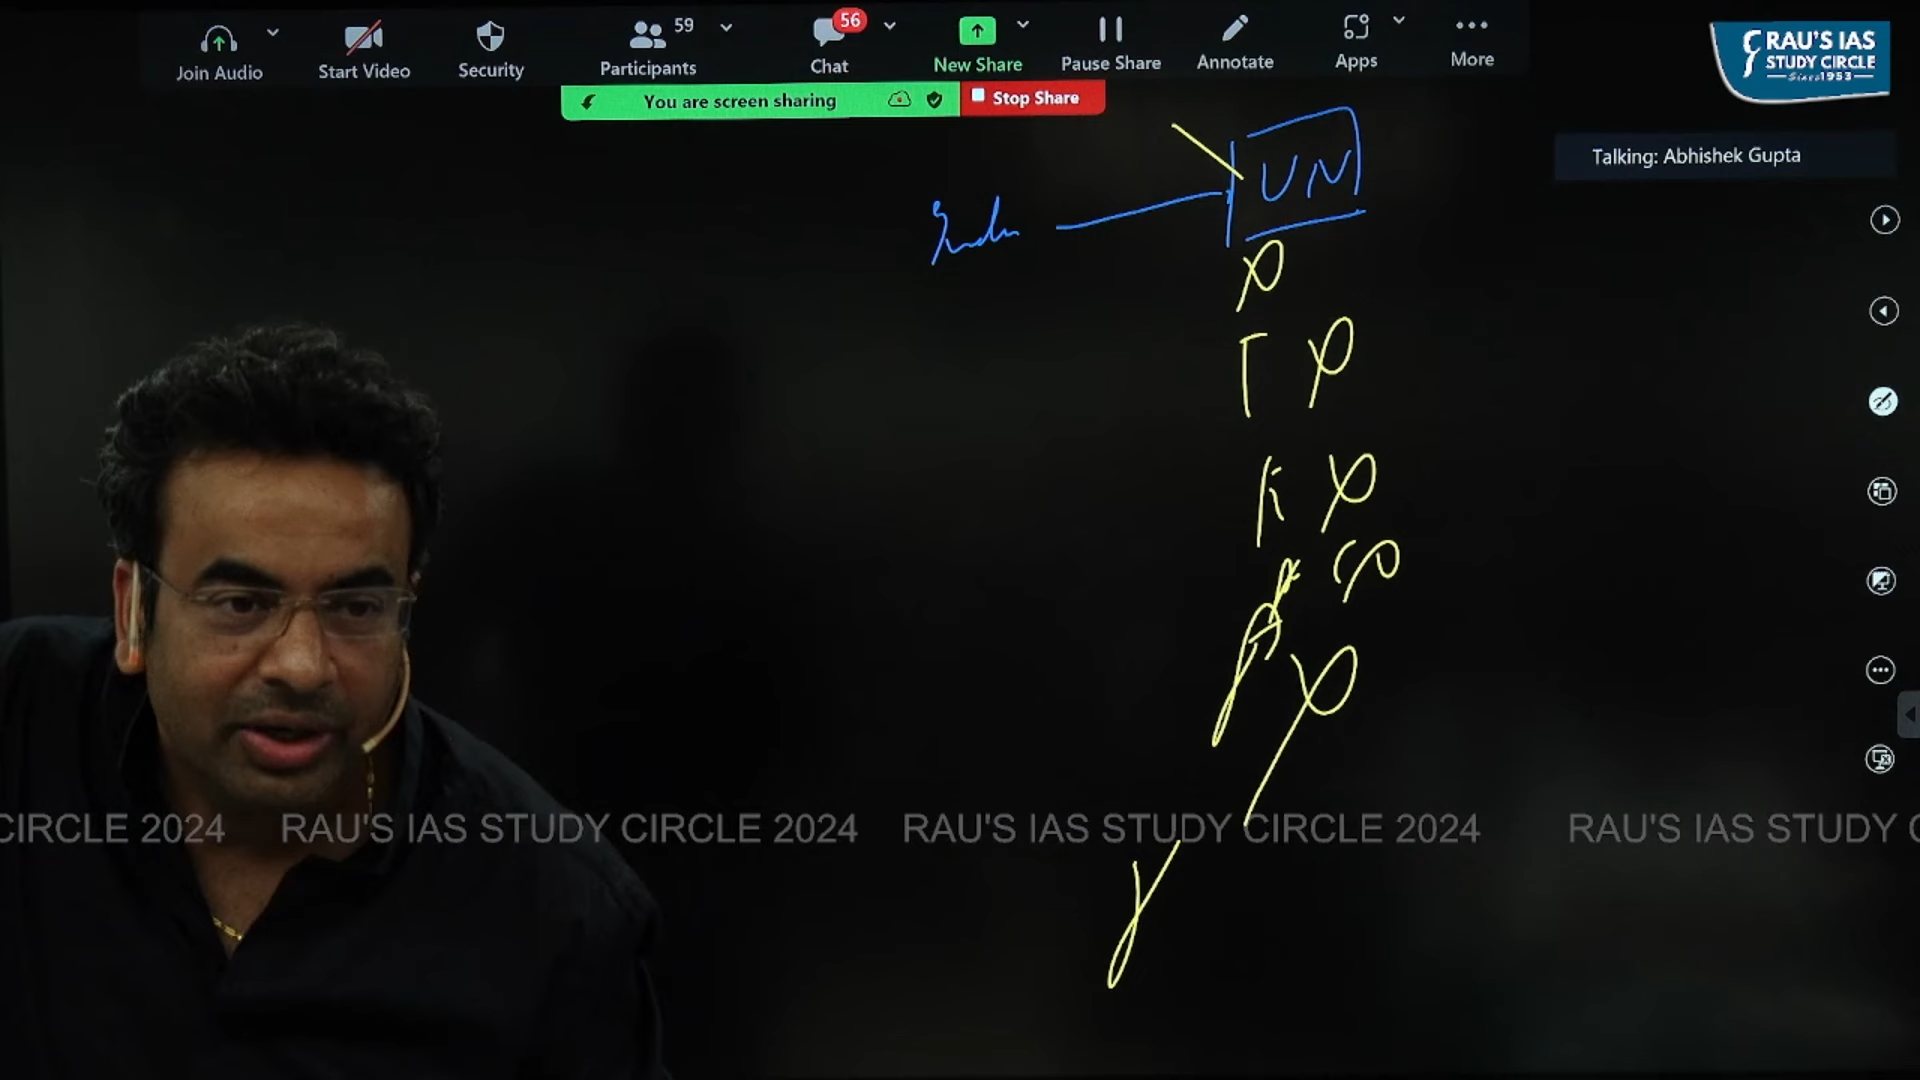 59
56
Join Audio
Start Video
Security
Participants
Chat
New Share
Pause Share
Annotate
Apps
More
You are screen sharing
Stop Share
RAU'S IAS
STUDY CIRCLE
Since 1953
Talking: Abhishek Gupta
UN
CIRCLE 2024 RAU'S IAS STUDY CIRCLE 2024 RAU'S IAS STUDY CIRCLE 2024 RAU'S IAS STUDY C